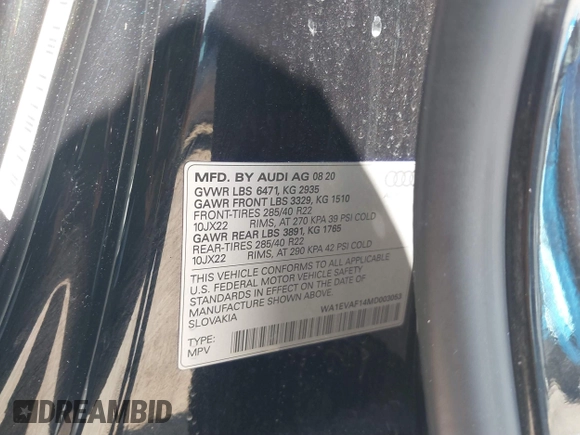 MFD. BY AUDI AG 08 20
GVWR LBS 6471, KG 2935
GAWR FRONT LBS 3329, KG 1510
FRONT-TIRES 285/40 R22
10JX22 RIMS, AT 270 KPA 39 PSI COLD
GAWR REAR LBS 3891, KG 1765
REAR-TIRES 285/40 R22
10JX22 RIMS, AT 290 KPA 42 PSI COLD
THIS VEHICLE CONFORMS TO ALL APPLICABLE
U.S. FEDERAL MOTOR VEHICLE SAFETY
STANDARDS IN EFFECT ON THE DATE OF
MANUFACTURE SHOWN ABOVE.
SLOVAKIA
WA1EVAF14MD003093
TYPE:
MPV
DREAMBID